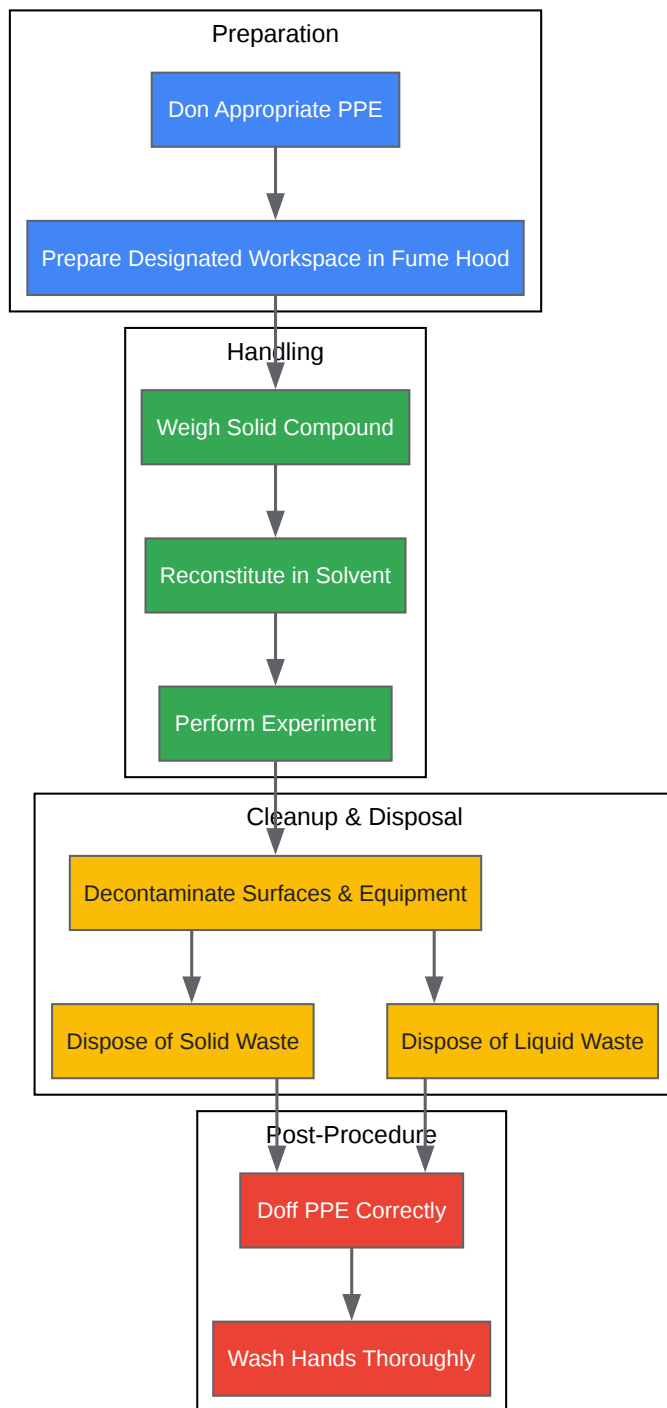 Preparation
Don Appropriate PPE
Prepare Designated Workspace in Fume Hood
Handling
Weigh Solid Compound
Reconstitute in Solvent
Perform Experiment
Cleanup & Disposal
Decontaminate Surfaces & Equipment
Dispose of Solid Waste
Dispose of Liquid Waste
Post-Procedure
Doff PPE Correctly
Wash Hands Thoroughly